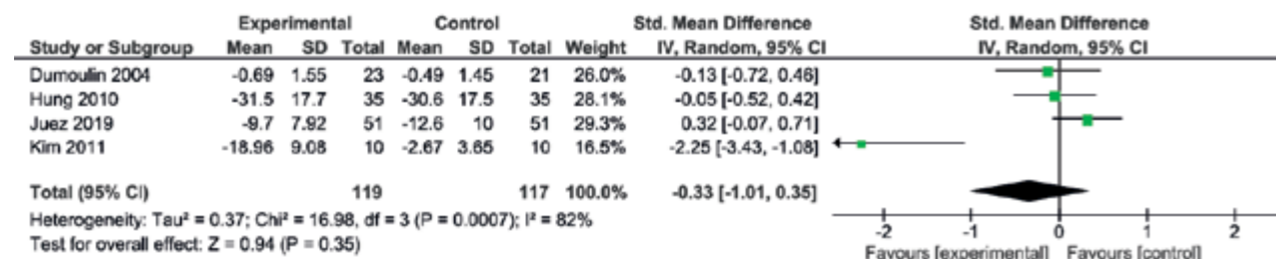 Experimental Control Std. Mean Difference Std. Mean Difference
Study or Subgroup Mean SD Total Mean SD Total Weight IV, Random, 95% CI IV, Random, 95% CI
Dumoulin 2004 -0.69 1.55 23 -0.49 1.45 21 26.0% -0.13 [-0.72, 0.46]
Hung 2010 -31.5 17.7 35 -30.6 17.5 35 28.1% -0.05 [-0.52, 0.42]
Juez 2019 -9.7 7.92 51 -12.6 10 51 29.3% 0.32 [-0.07, 0.71]
Kim 2011 -18.96 9.08 10 -2.67 3.65 10 16.5% -2.25 [-3.43, -1.08]
Total (95% CI) 119 117 100.0% -0.33 [-1.01, 0.35]
Heterogeneity: Tau² = 0.37; Chi² = 16.98, df = 3 (P = 0.0007); I² = 82%
Test for overall effect: Z = 0.94 (P = 0.35)
-2 -1 0 1 2
Favours [experimental] Favours [control]